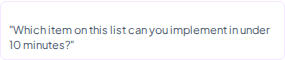 "Which item on this list can you implement in under
10 minutes?"